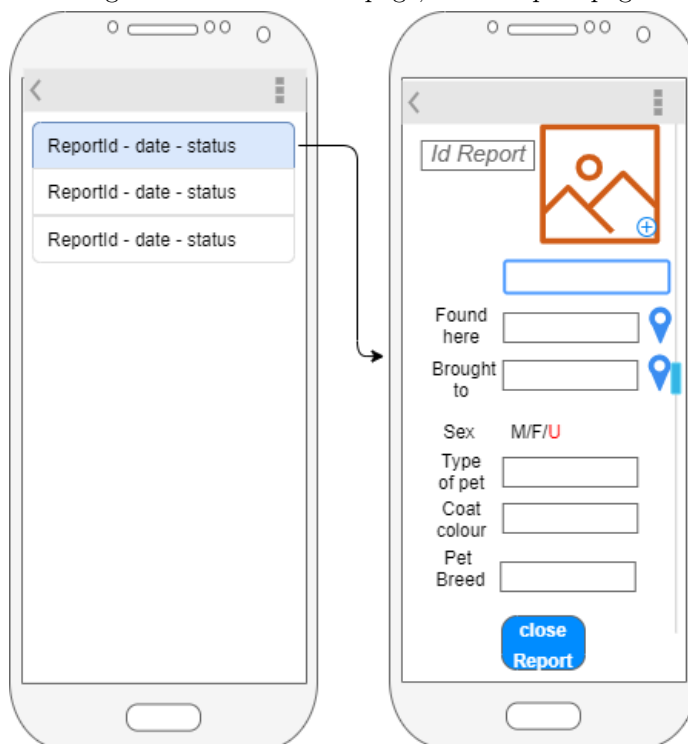 ReportId - date - status
ReportId - date - status
ReportId - date - status
Id Report
Found
here
Brought
to
Sex M/F/U
Type
of pet
Coat
colour
Pet
Breed
close
Report